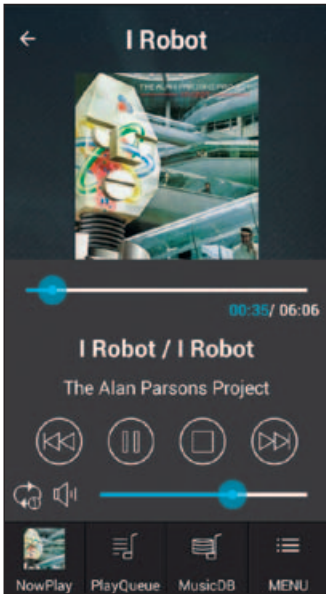 I Robot
THE ALAN PARSONS PROJECT
00:35/ 06:06
I Robot / I Robot
The Alan Parsons Project
1
NowPlay
PlayQueue
MusicDB
MENU